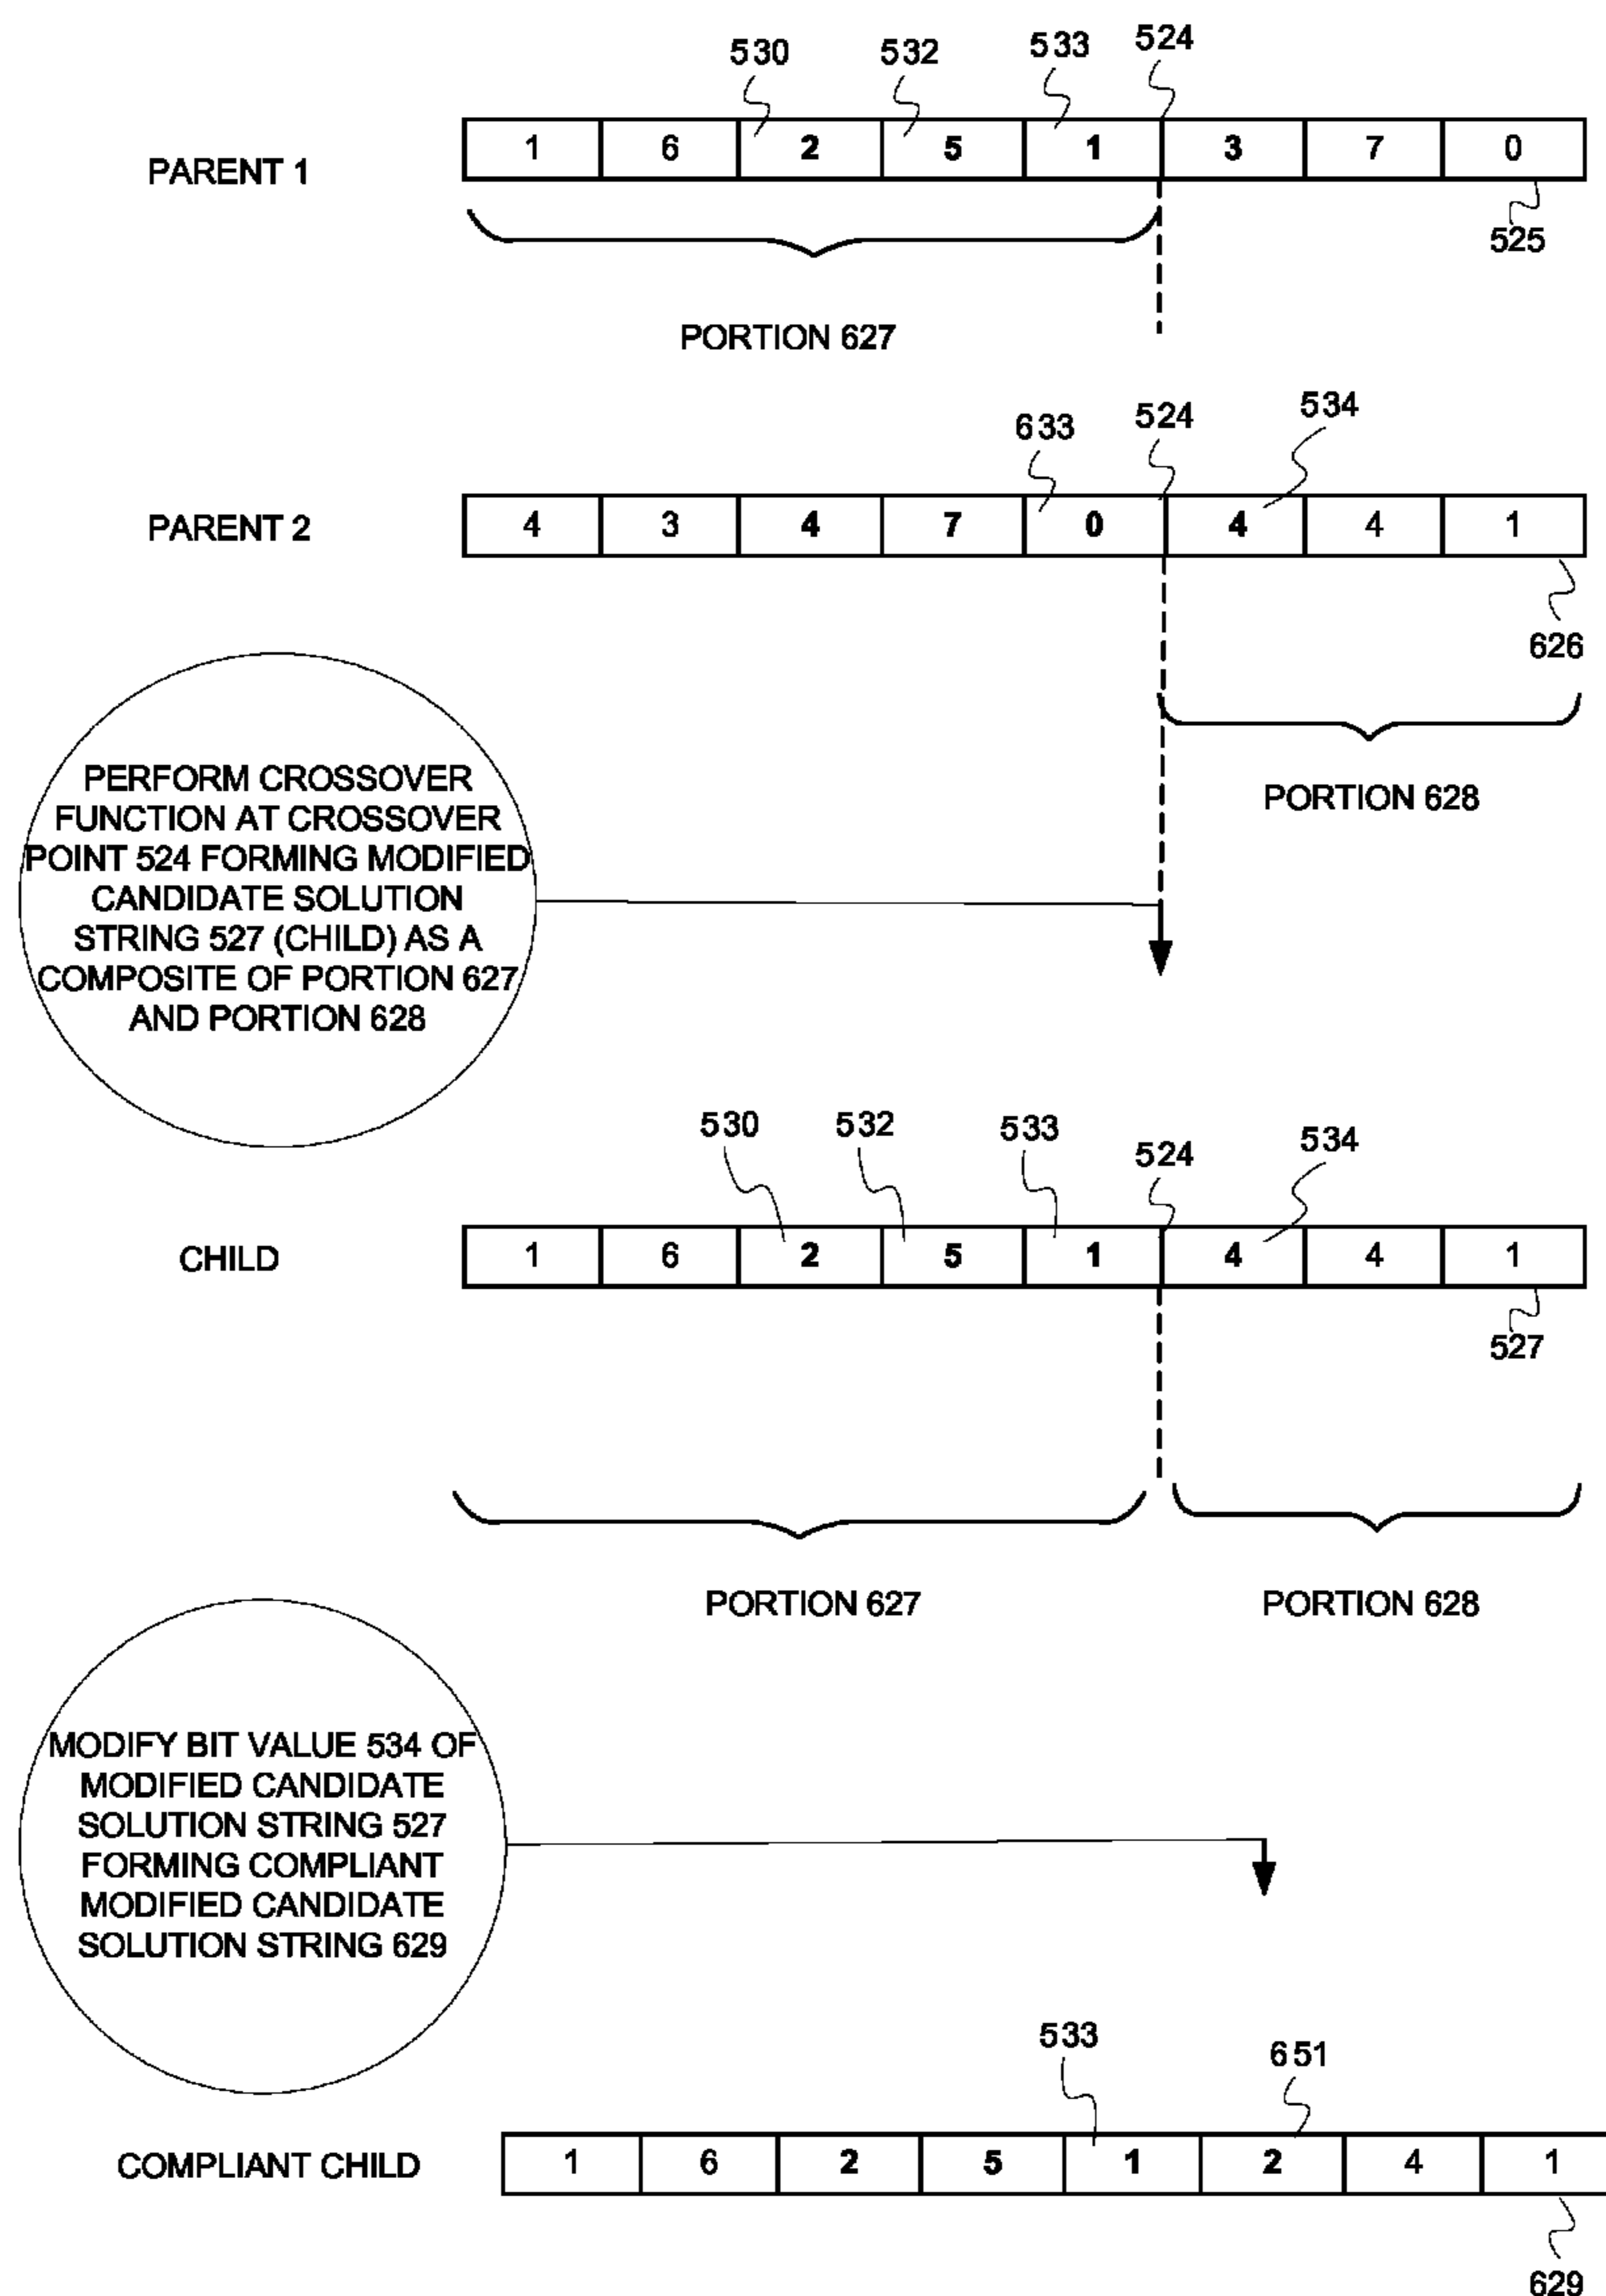 530 532 533 524
PARENT 1 1 6 2 5 1 3 7 0
525
PORTION 627
633 524 534
PARENT 2 4 3 4 7 0 4 4 1
626
PORTION 628
PERFORM CROSSOVER
FUNCTION AT CROSSOVER
POINT 524 FORMING MODIFIED
CANDIDATE SOLUTION
STRING 527 (CHILD) AS A
COMPOSITE OF PORTION 627
AND PORTION 628
530 532 533 524 534
CHILD 1 6 2 5 1 4 4 1
527
PORTION 627 PORTION 628
MODIFY BIT VALUE 534 OF
MODIFIED CANDIDATE
SOLUTION STRING 527
FORMING COMPLIANT
MODIFIED CANDIDATE
SOLUTION STRING 629
533 651
COMPLIANT CHILD 1 6 2 5 1 2 4 1
629